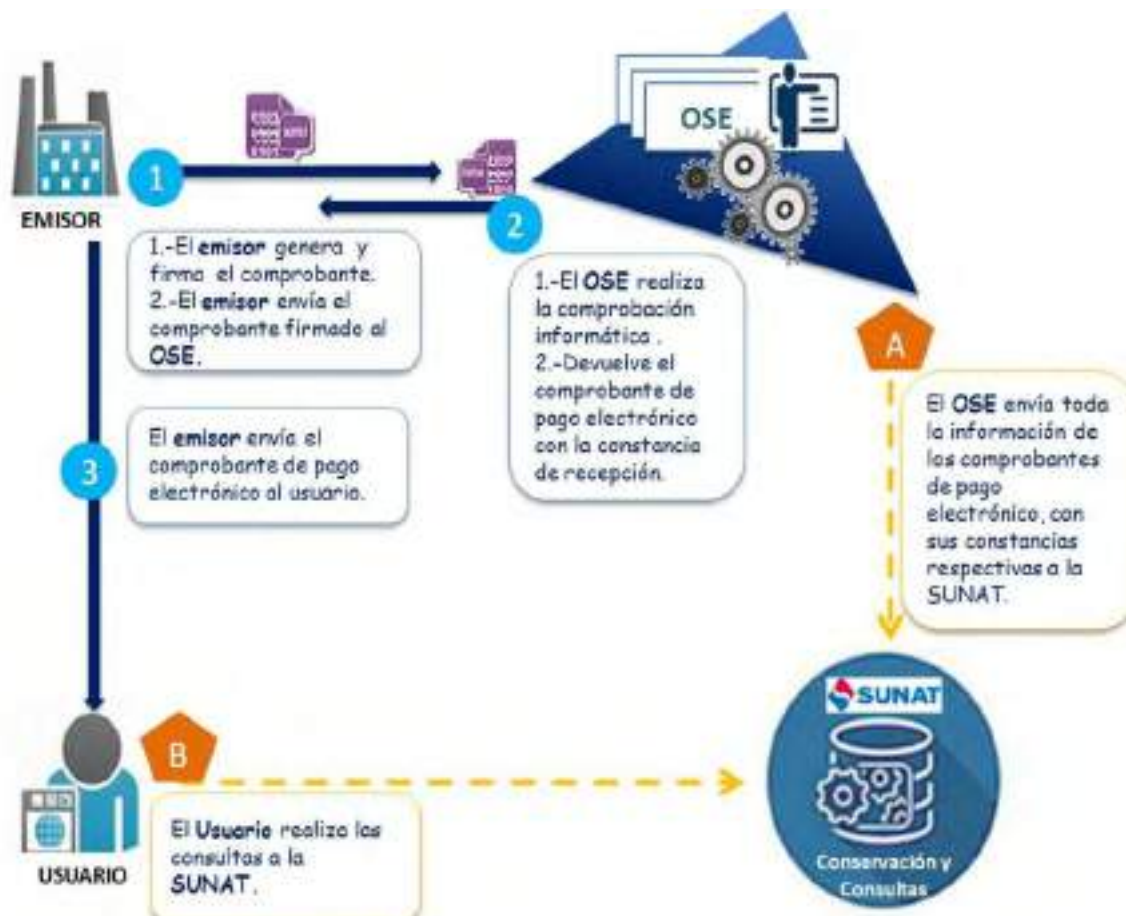 OSE
1
EMISOR
2
1.-El emisor genera y
firma el comprobante.
2.-El emisor envía el
comprobante firmado al
OSE.
1.-El OSE realiza
la comprobación
informática .
2.-Devuelve el
comprobante de
pago electrónico
con la constancia
de recepción.
A
El OSE envía toda
la información de
los comprobantes
de pago
electrónico, con
sus constancias
respectivas a la
SUNAT.
3
El emisor envía el
comprobante de pago
electrónico al usuario.
SUNAT
B
El Usuario realiza las
consultas a la
SUNAT.
USUARIO
Conservación y
Consultas